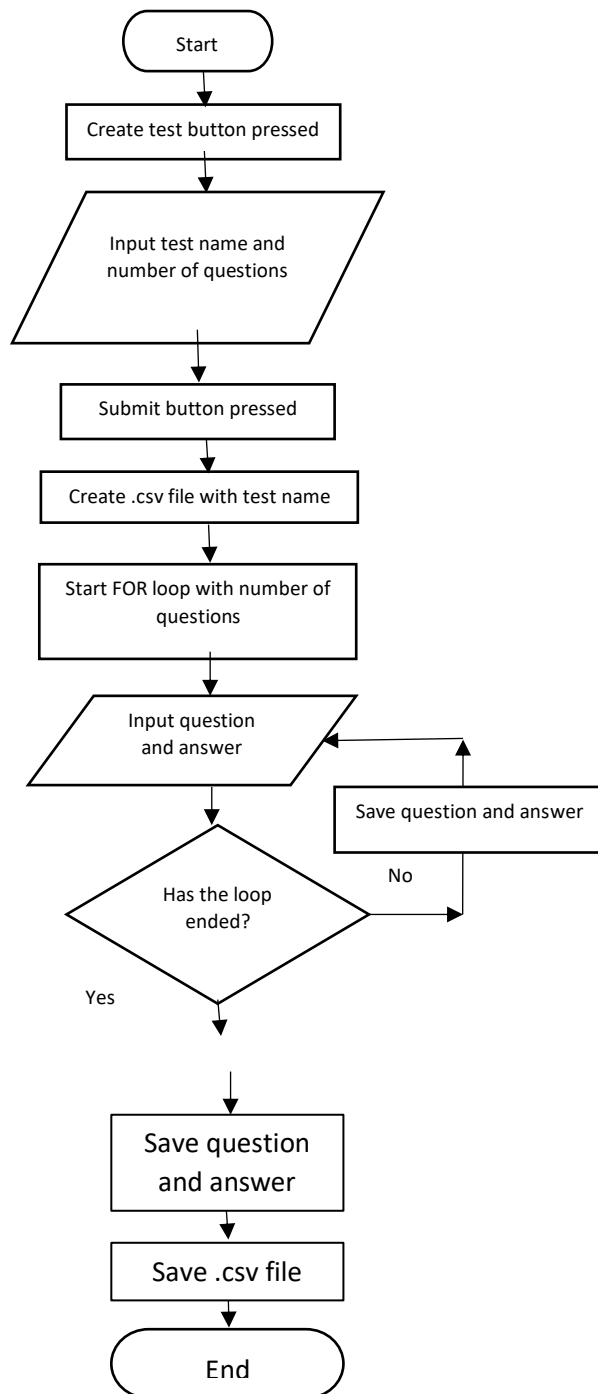 Start
Create test button pressed
Input test name and
number of questions
Submit button pressed
Create .csv file with test name
Start FOR loop with number of
questions
Input question
and answer
Save question and answer
No
Has the loop
ended?
Yes
Save question
and answer
Save .csv file
End